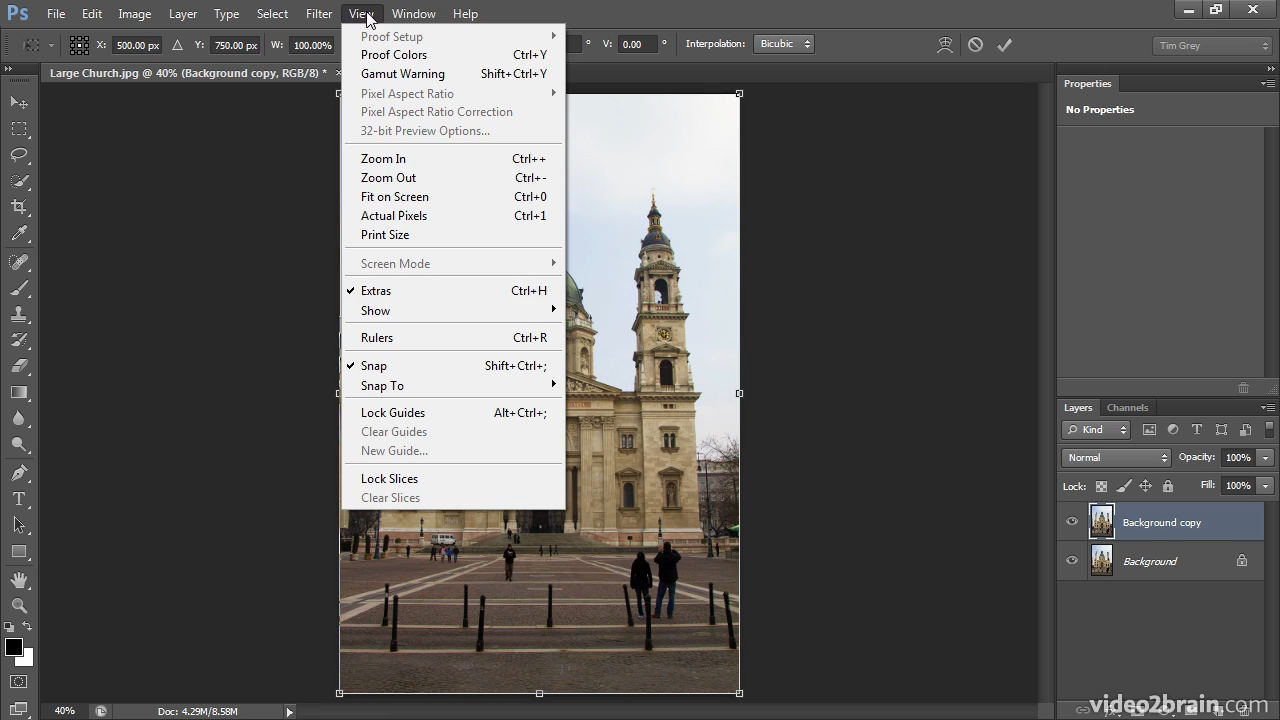 Ps File Edit Image Layer Type Select Filter View Window Help
X: 500.00 px Y: 750.00 px W: 100.00% ° V: 0.00 ° Interpolation: Bicubic Tim Grey
Large Church.jpg @ 40% (Background copy, RGB/8) * ×
Proof Setup
Proof Colors Ctrl+Y
Gamut Warning Shift+Ctrl+Y
Pixel Aspect Ratio
Pixel Aspect Ratio Correction
32-bit Preview Options...
Zoom In Ctrl++
Zoom Out Ctrl+-
Fit on Screen Ctrl+0
Actual Pixels Ctrl+1
Print Size
Screen Mode
Extras Ctrl+H
Show
Rulers Ctrl+R
Snap Shift+Ctrl+;
Snap To
Lock Guides Alt+Ctrl+;
Clear Guides
New Guide...
Lock Slices
Clear Slices
Properties
No Properties
Layers Channels
Kind
Normal Opacity: 100%
Lock: Fill: 100%
Background copy
Background
40% Doc: 4.29M/8.58M
video2brain.com